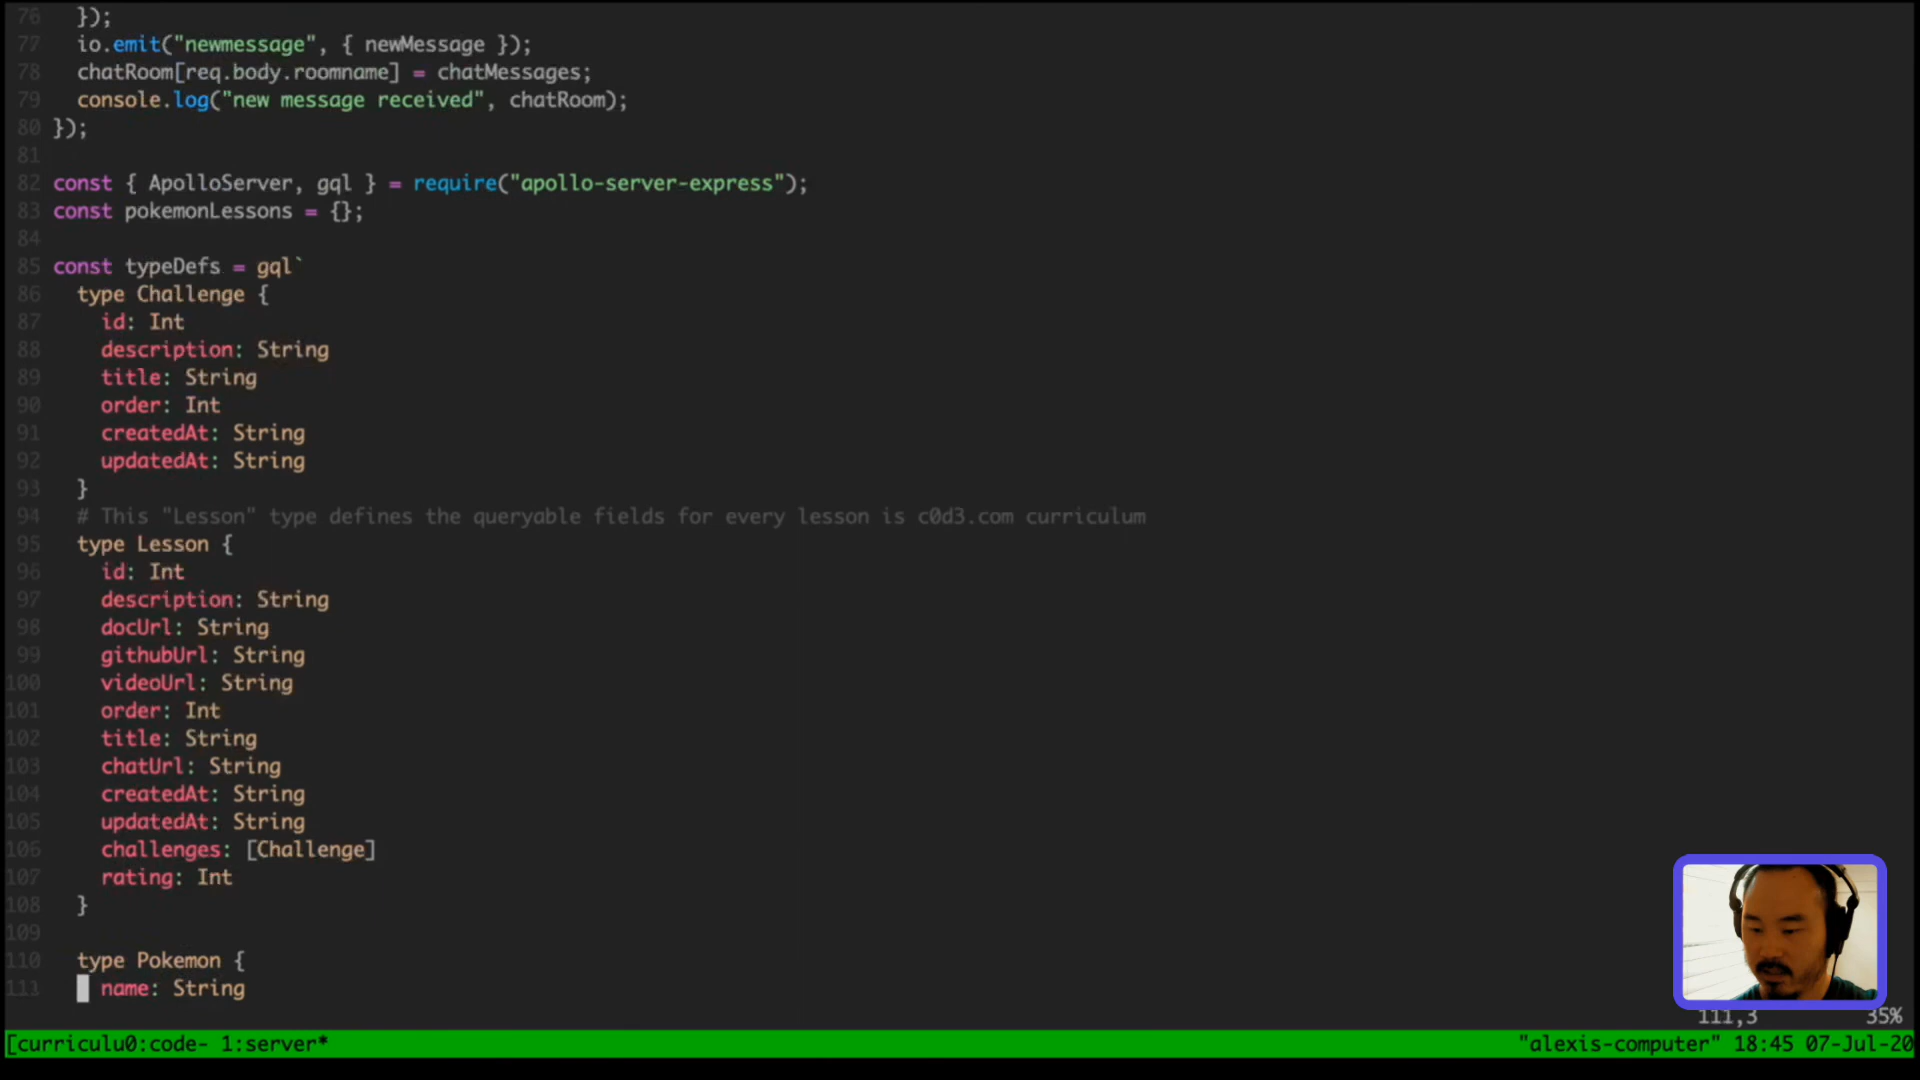 76   });
77   io.emit("newmessage", { newMessage });
78   chatRoom[req.body.roomname] = chatMessages;
79   console.log("new message received", chatRoom);
80 });
81
82 const { ApolloServer, gql } = require("apollo-server-express");
83 const pokemonLessons = {};
84
85 const typeDefs = gql`
86   type Challenge {
87     id: Int
88     description: String
89     title: String
90     order: Int
91     createdAt: String
92     updatedAt: String
93   }
94   # This "Lesson" type defines the queryable fields for every lesson is c0d3.com curriculum
95   type Lesson {
96     id: Int
97     description: String
98     docUrl: String
99     githubUrl: String
100     videoUrl: String
101     order: Int
102     title: String
103     chatUrl: String
104     createdAt: String
105     updatedAt: String
106     challenges: [Challenge]
107     rating: Int
108   }
109
110   type Pokemon {
111     name: String
111,3 35%
[curriculu0:code- 1:server* "alexis-computer" 18:45 07-Jul-20